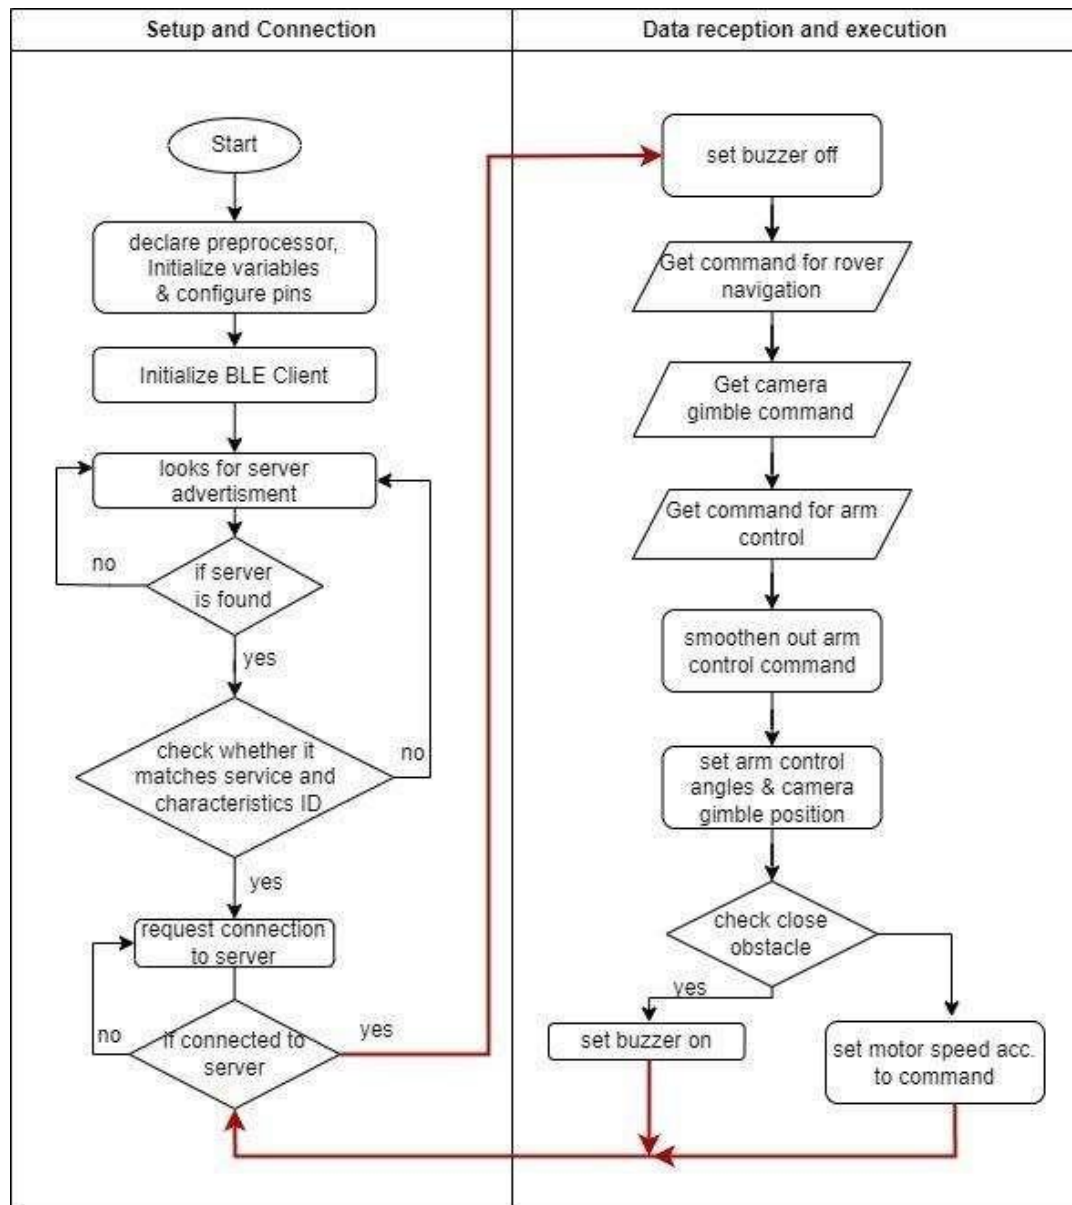 Setup and Connection
Data reception and execution
Start
declare preprocessor,
Initialize variables
& configure pins
Initialize BLE Client
looks for server
advertisment
no
if server
is found
yes
check whether it
matches service and
characteristics ID
no
yes
request connection
to server
no
if connected to
server
yes
set buzzer off
Get command for rover
navigation
Get camera
gimble command
Get command for arm
control
smoothen out arm
control command
set arm control
angles & camera
gimble position
check close
obstacle
yes
set buzzer on
set motor speed acc.
to command